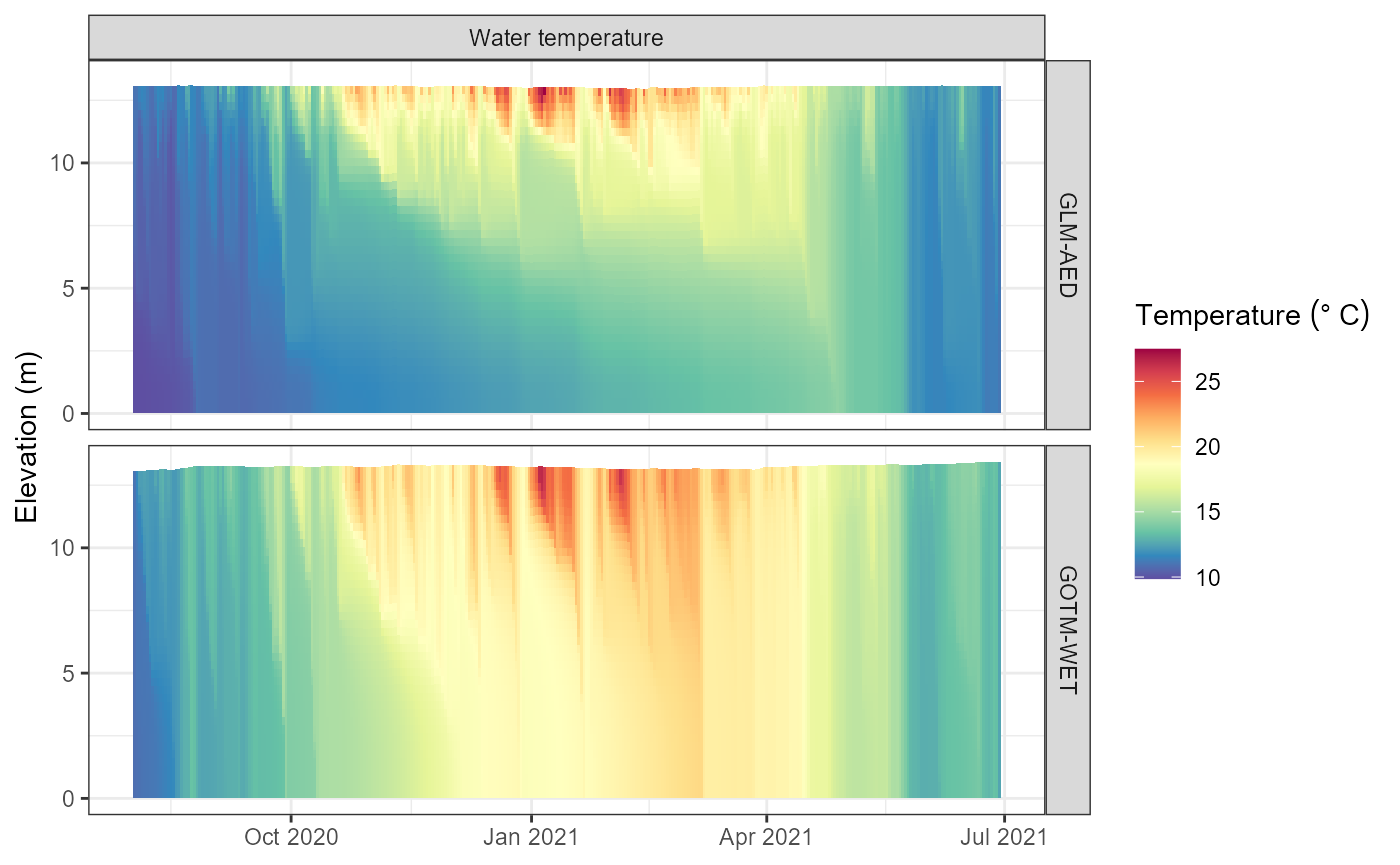 Water temperature
GLM-AED
GOTM-WET
Elevation (m)
10
5
0
10
5
0
Oct 2020
Jan 2021
Apr 2021
Jul 2021
Temperature (° C)
25
20
15
10